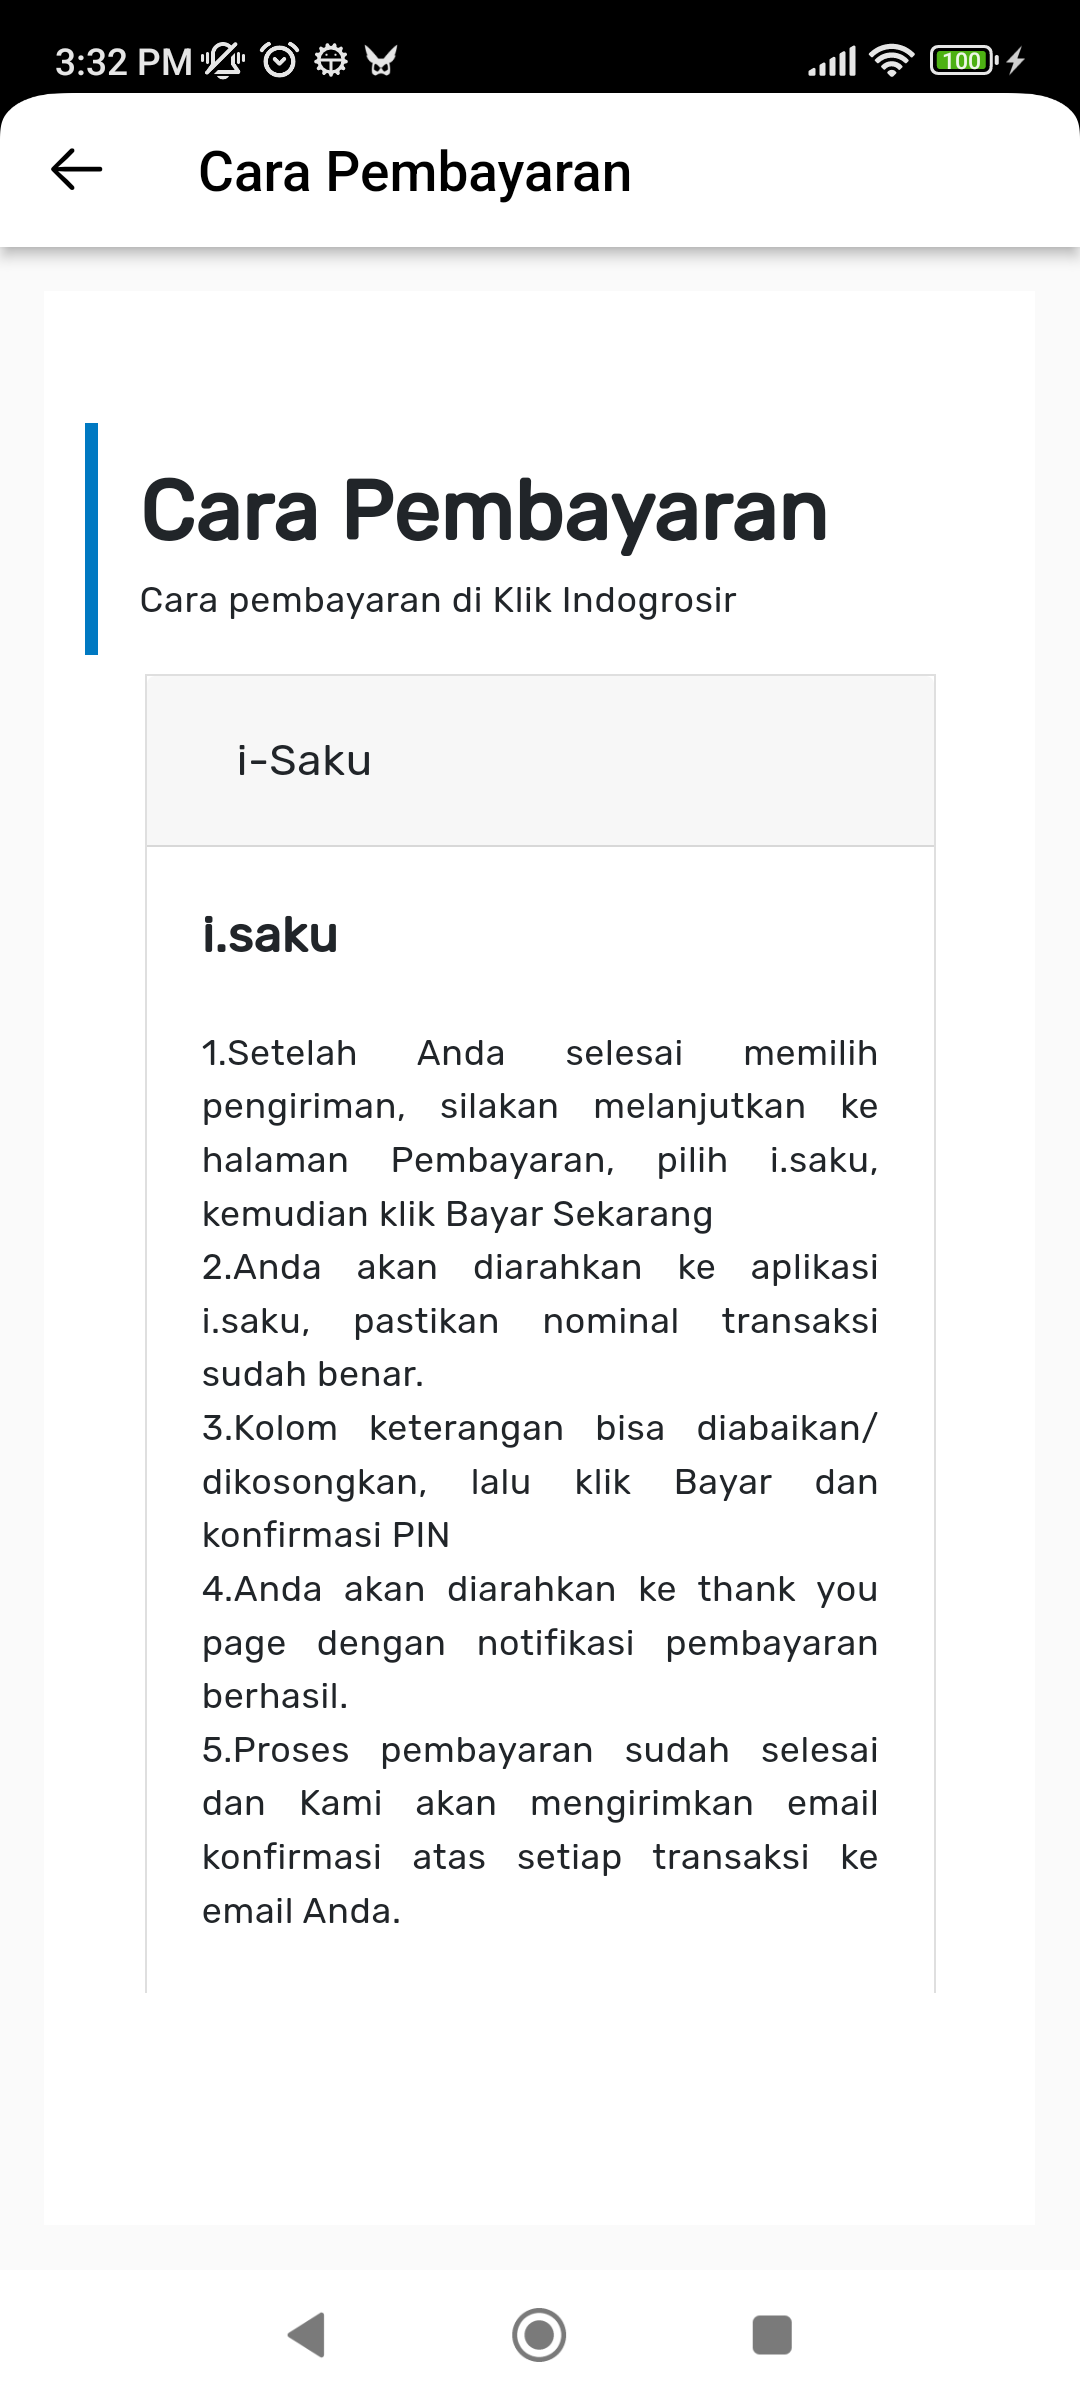 3:32 PM
100
Cara Pembayaran
Cara Pembayaran
Cara pembayaran di Klik Indogrosir
i-Saku
i.saku
1.Setelah Anda selesai memilih
pengiriman, silakan melanjutkan ke
halaman Pembayaran, pilih i.saku,
kemudian klik Bayar Sekarang
2.Anda akan diarahkan ke aplikasi
i.saku, pastikan nominal transaksi
sudah benar.
3.Kolom keterangan bisa diabaikan/
dikosongkan, lalu klik Bayar dan
konfirmasi PIN
4.Anda akan diarahkan ke thank you
page dengan notifikasi pembayaran
berhasil.
5.Proses pembayaran sudah selesai
dan Kami akan mengirimkan email
konfirmasi atas setiap transaksi ke
email Anda.